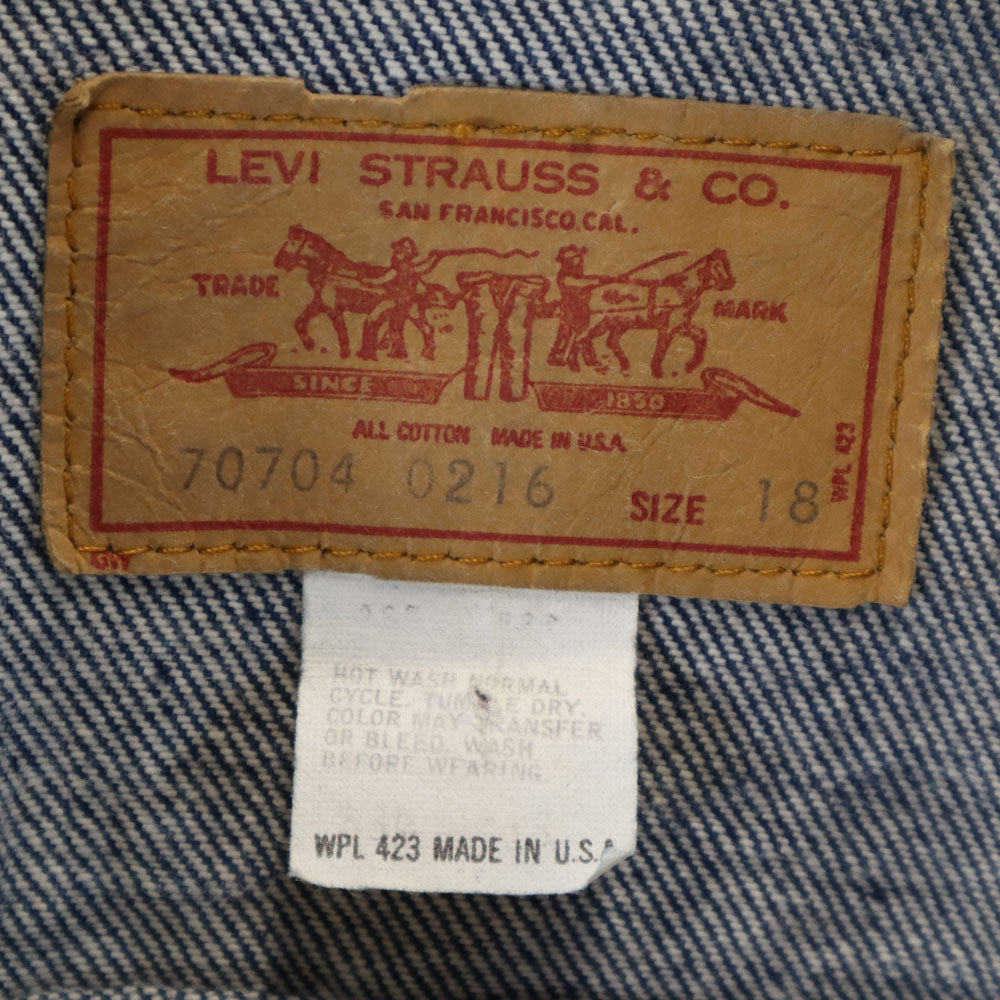 LEVI STRAUSS & CO.
SAN FRANCISCO, CAL.
TRADE MARK
SINCE 1850
ALL COTTON MADE IN U.S.A.
WPL 423
70704 0216 SIZE 18
HOT WASH NORMAL
CYCLE. TUMBLE DRY.
COLOR MAY TRANSFER
OR BLEED. WASH
BEFORE WEARING.
WPL 423 MADE IN U.S.A